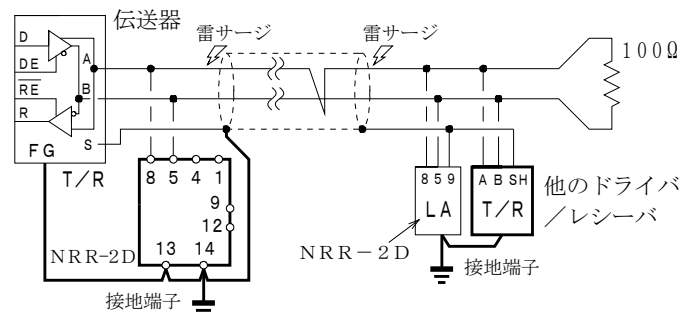 伝送器
雷サージ
雷サージ
D
DE
RE
R
A
B
S
FG
T/R
100Ω
8 5 4 1
9
12
13 14
NRR-2D
接地端子
8 5 9
LA
A B SH
T/R
他のドライバ
／レシーバ
NRR－2D
接地端子